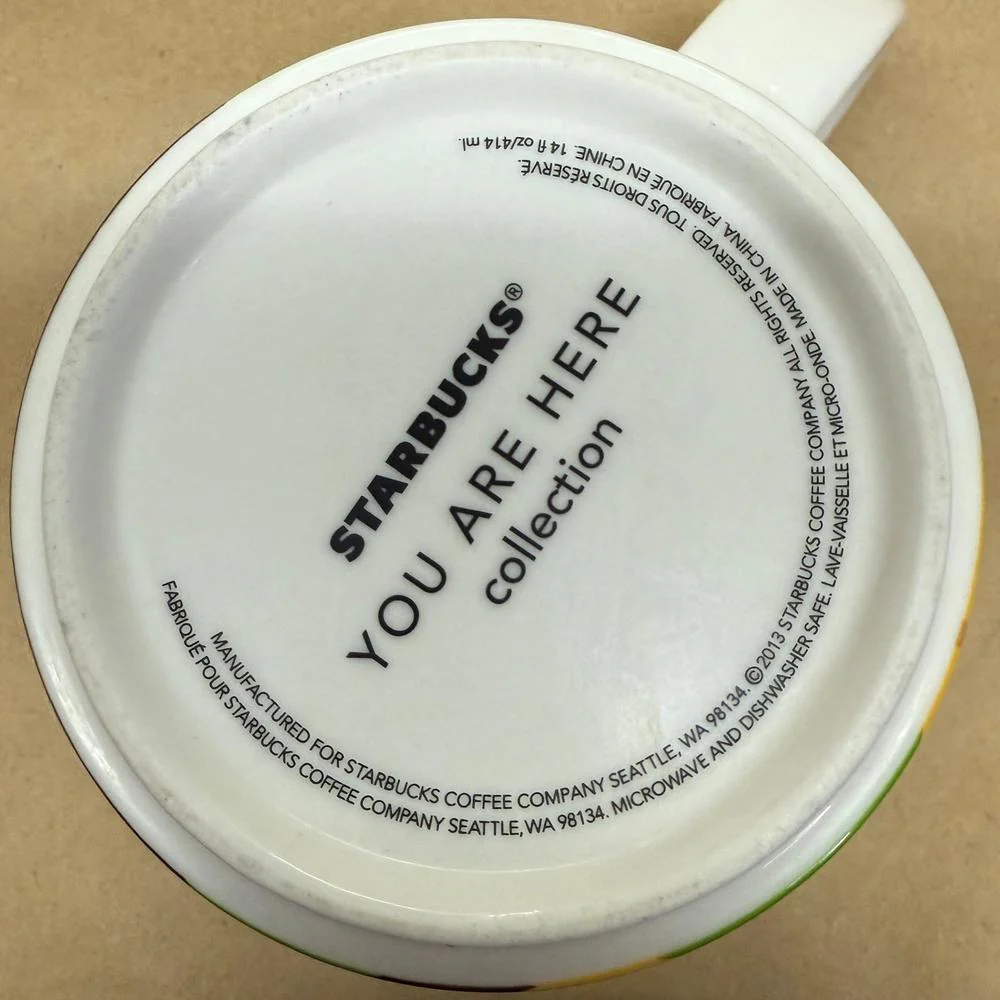 STARBUCKS®
YOU ARE HERE
collection
MANUFACTURED FOR STARBUCKS COFFEE COMPANY SEATTLE, WA 98134. ©2013 STARBUCKS COFFEE COMPANY ALL RIGHTS RESERVED. TOUS DROITS RÉSERVÉ.
FABRIQUÉ POUR STARBUCKS COFFEE COMPANY SEATTLE, WA 98134. MICROWAVE AND DISHWASHER SAFE. LAVE-VAISSELLE ET MICRO-ONDE. MADE IN CHINA. FABRIQUÉ EN CHINE. 14 fl oz/414 ml.